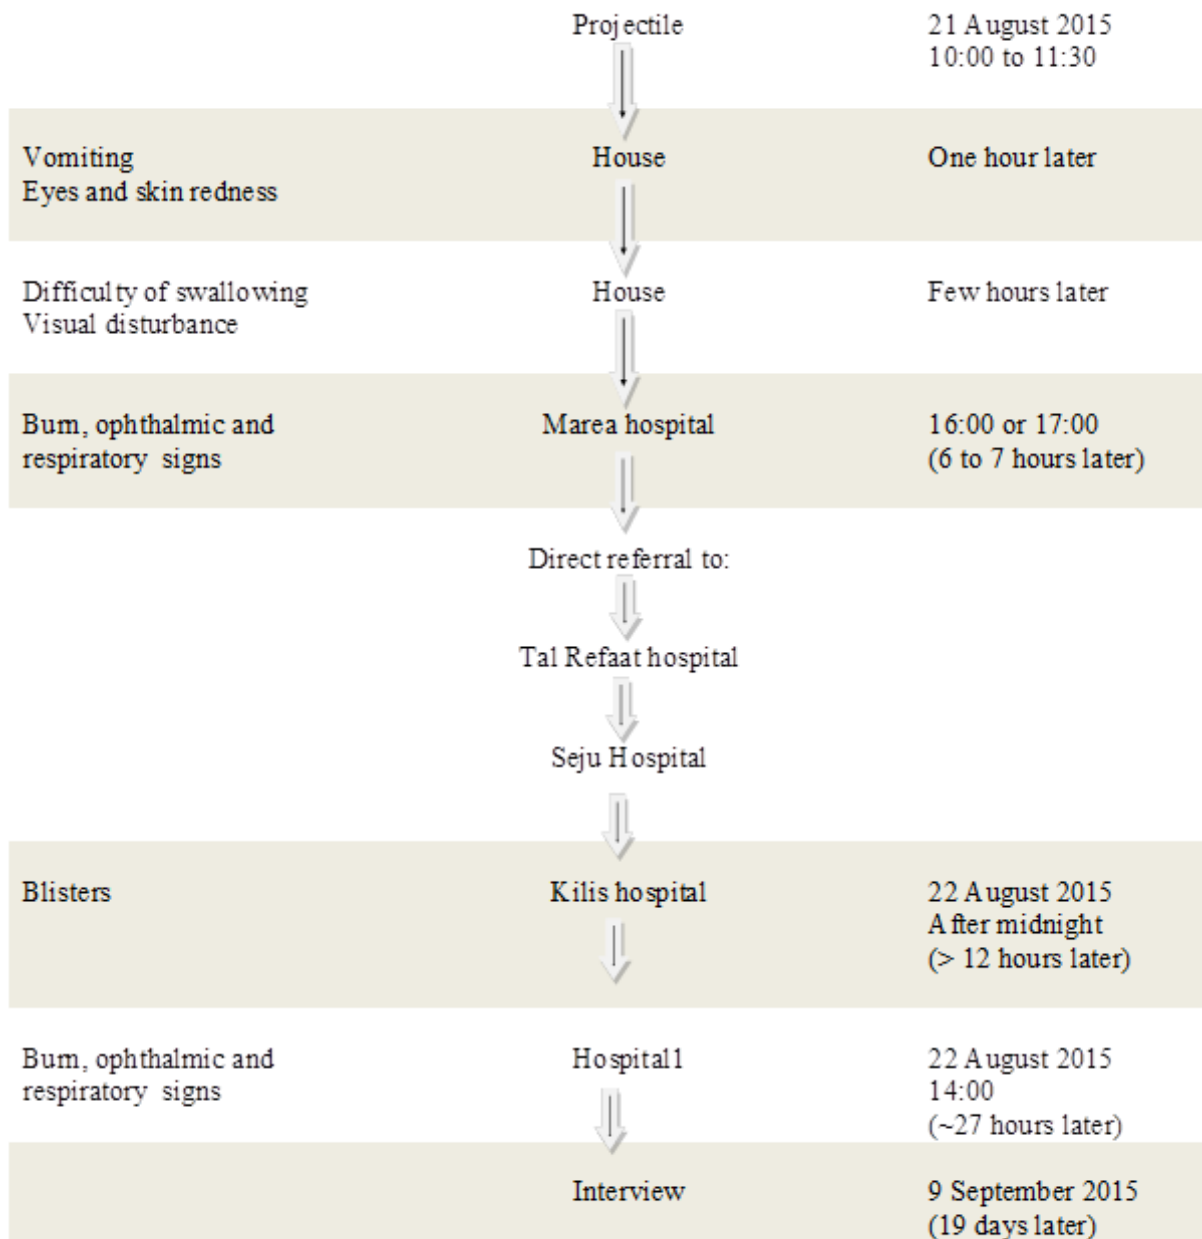 Projectile
21 August 2015
10:00 to 11:30
Vomiting
Eyes and skin redness
House
One hour later
Difficulty of swallowing
Visual disturbance
House
Few hours later
Burn, ophthalmic and
respiratory signs
Marea hospital
16:00 or 17:00
(6 to 7 hours later)
Direct referral to:
Tal Refaat hospital
Seju Hospital
Blisters
Kilis hospital
22 August 2015
After midnight
(> 12 hours later)
Burn, ophthalmic and
respiratory signs
Hospital1
22 August 2015
14:00
(~27 hours later)
Interview
9 September 2015
(19 days later)